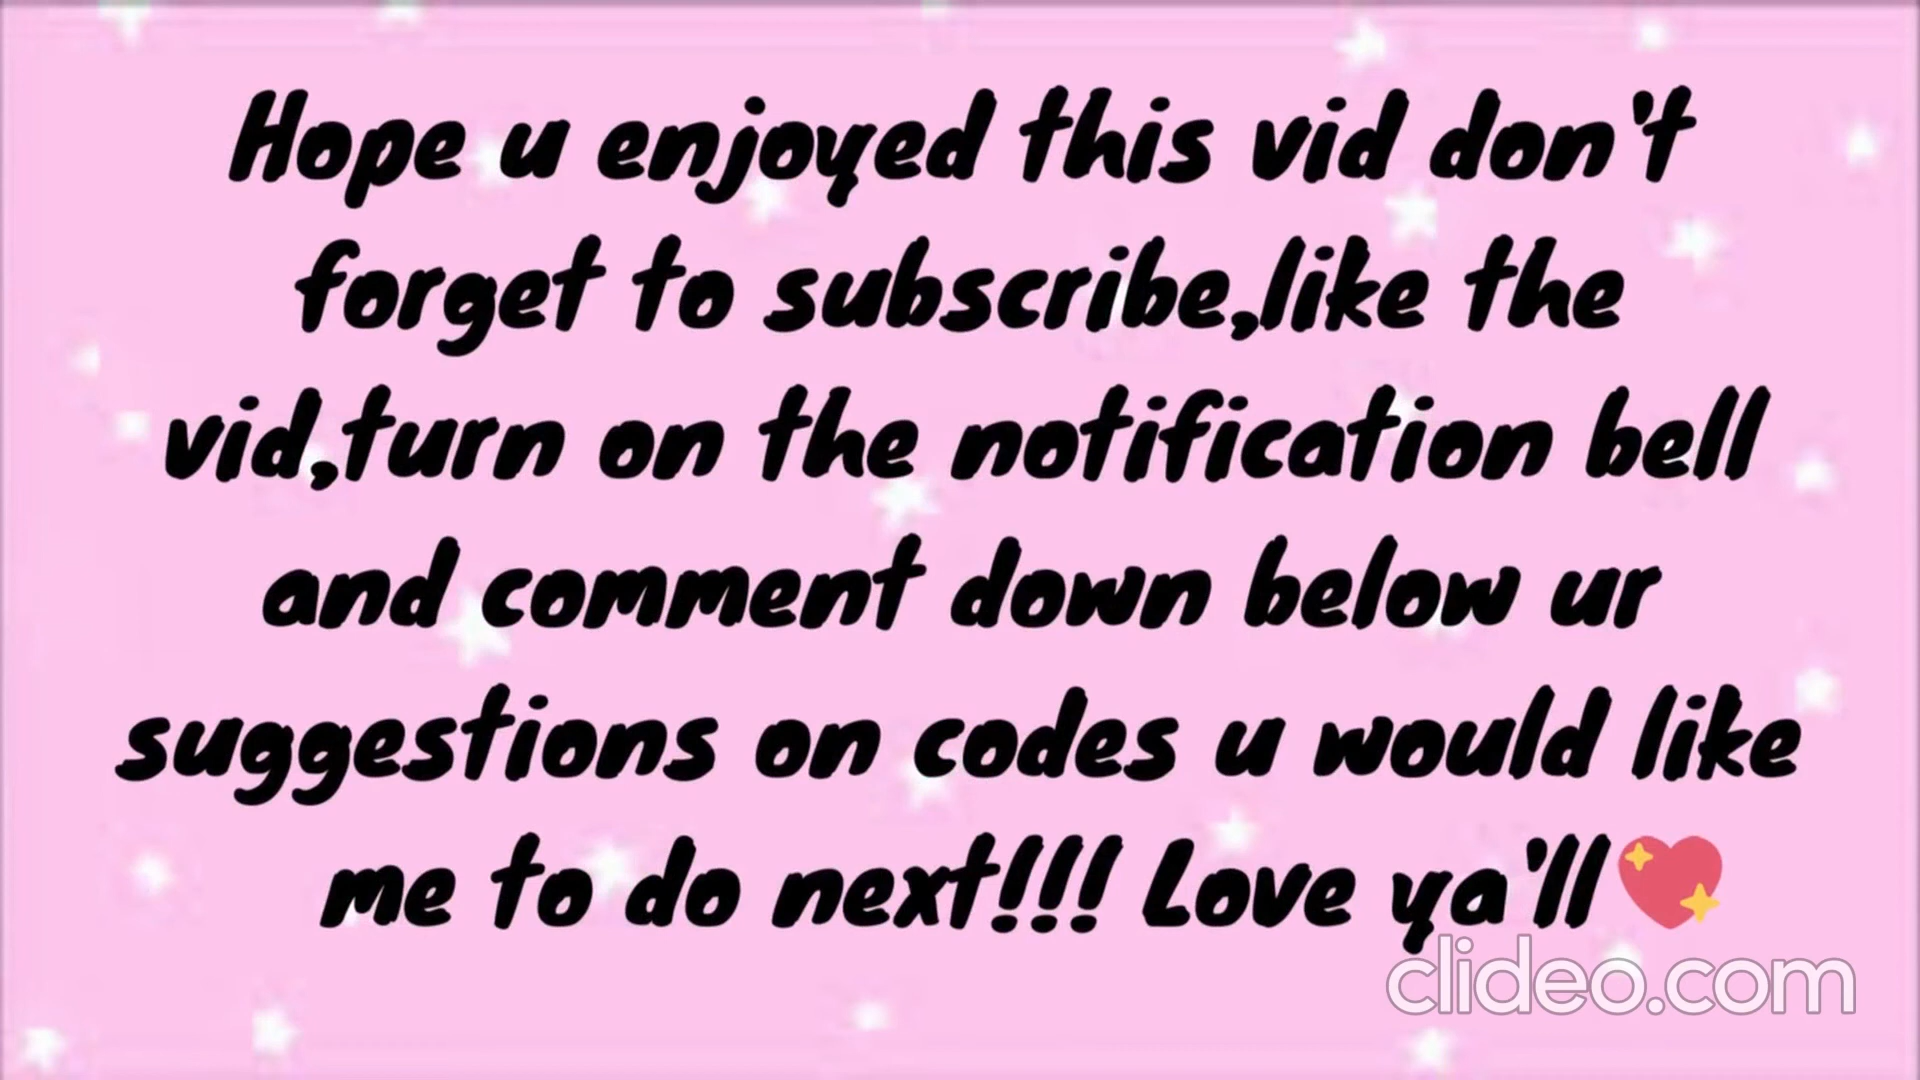 Hope u enjoyed this vid don't
forget to subscribe,like the
vid,turn on the notification bell
and comment down below ur
suggestions on codes u would like
me to do next!!! Love ya'll💖
clideo.com